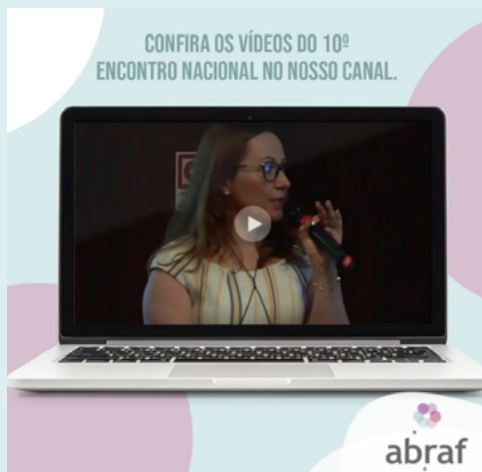 CONFIRA OS VÍDEOS DO 10º
ENCONTRO NACIONAL NO NOSSO CANAL.
abraf